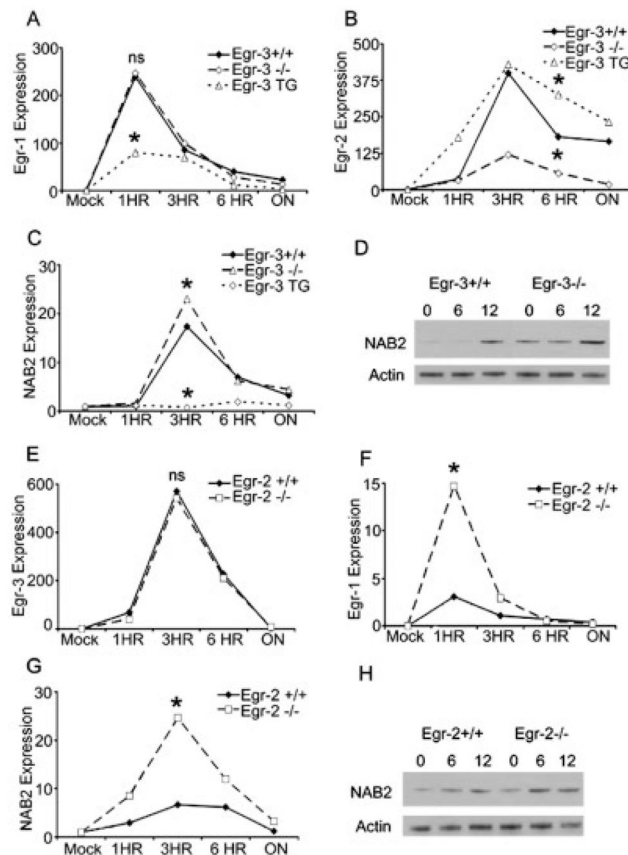 A
Egr-1 Expression
300
200
100
0
ns
*
Egr-3+/+
Egr-3 -/-
Egr-3 TG
Mock 1HR 3HR 6 HR ON
B
Egr-2 Expression
500
375
250
125
0
*
*
Egr-3+/+
Egr-3 -/-
Egr-3 TG
Mock 1HR 3HR 6 HR ON
C
NAB2 Expression
30
20
10
0
*
*
Egr-3+/+
Egr-3 -/-
Egr-3 TG
Mock 1HR 3HR 6 HR ON
D
Egr-3+/+ Egr-3-/-
0 6 12 0 6 12
NAB2
Actin
E
Egr-3 Expression
600
400
200
0
ns
Egr-2 +/+
Egr-2 -/-
Mock 1HR 3HR 6 HR ON
F
Egr-1 Expression
15
10
5
0
*
Egr-2 +/+
Egr-2 -/-
Mock 1HR 3HR 6 HR ON
G
NAB2 Expression
30
20
10
0
*
Egr-2 +/+
Egr-2 -/-
Mock 1HR 3HR 6 HR ON
H
Egr-2+/+ Egr-2-/-
0 6 12 0 6 12
NAB2
Actin